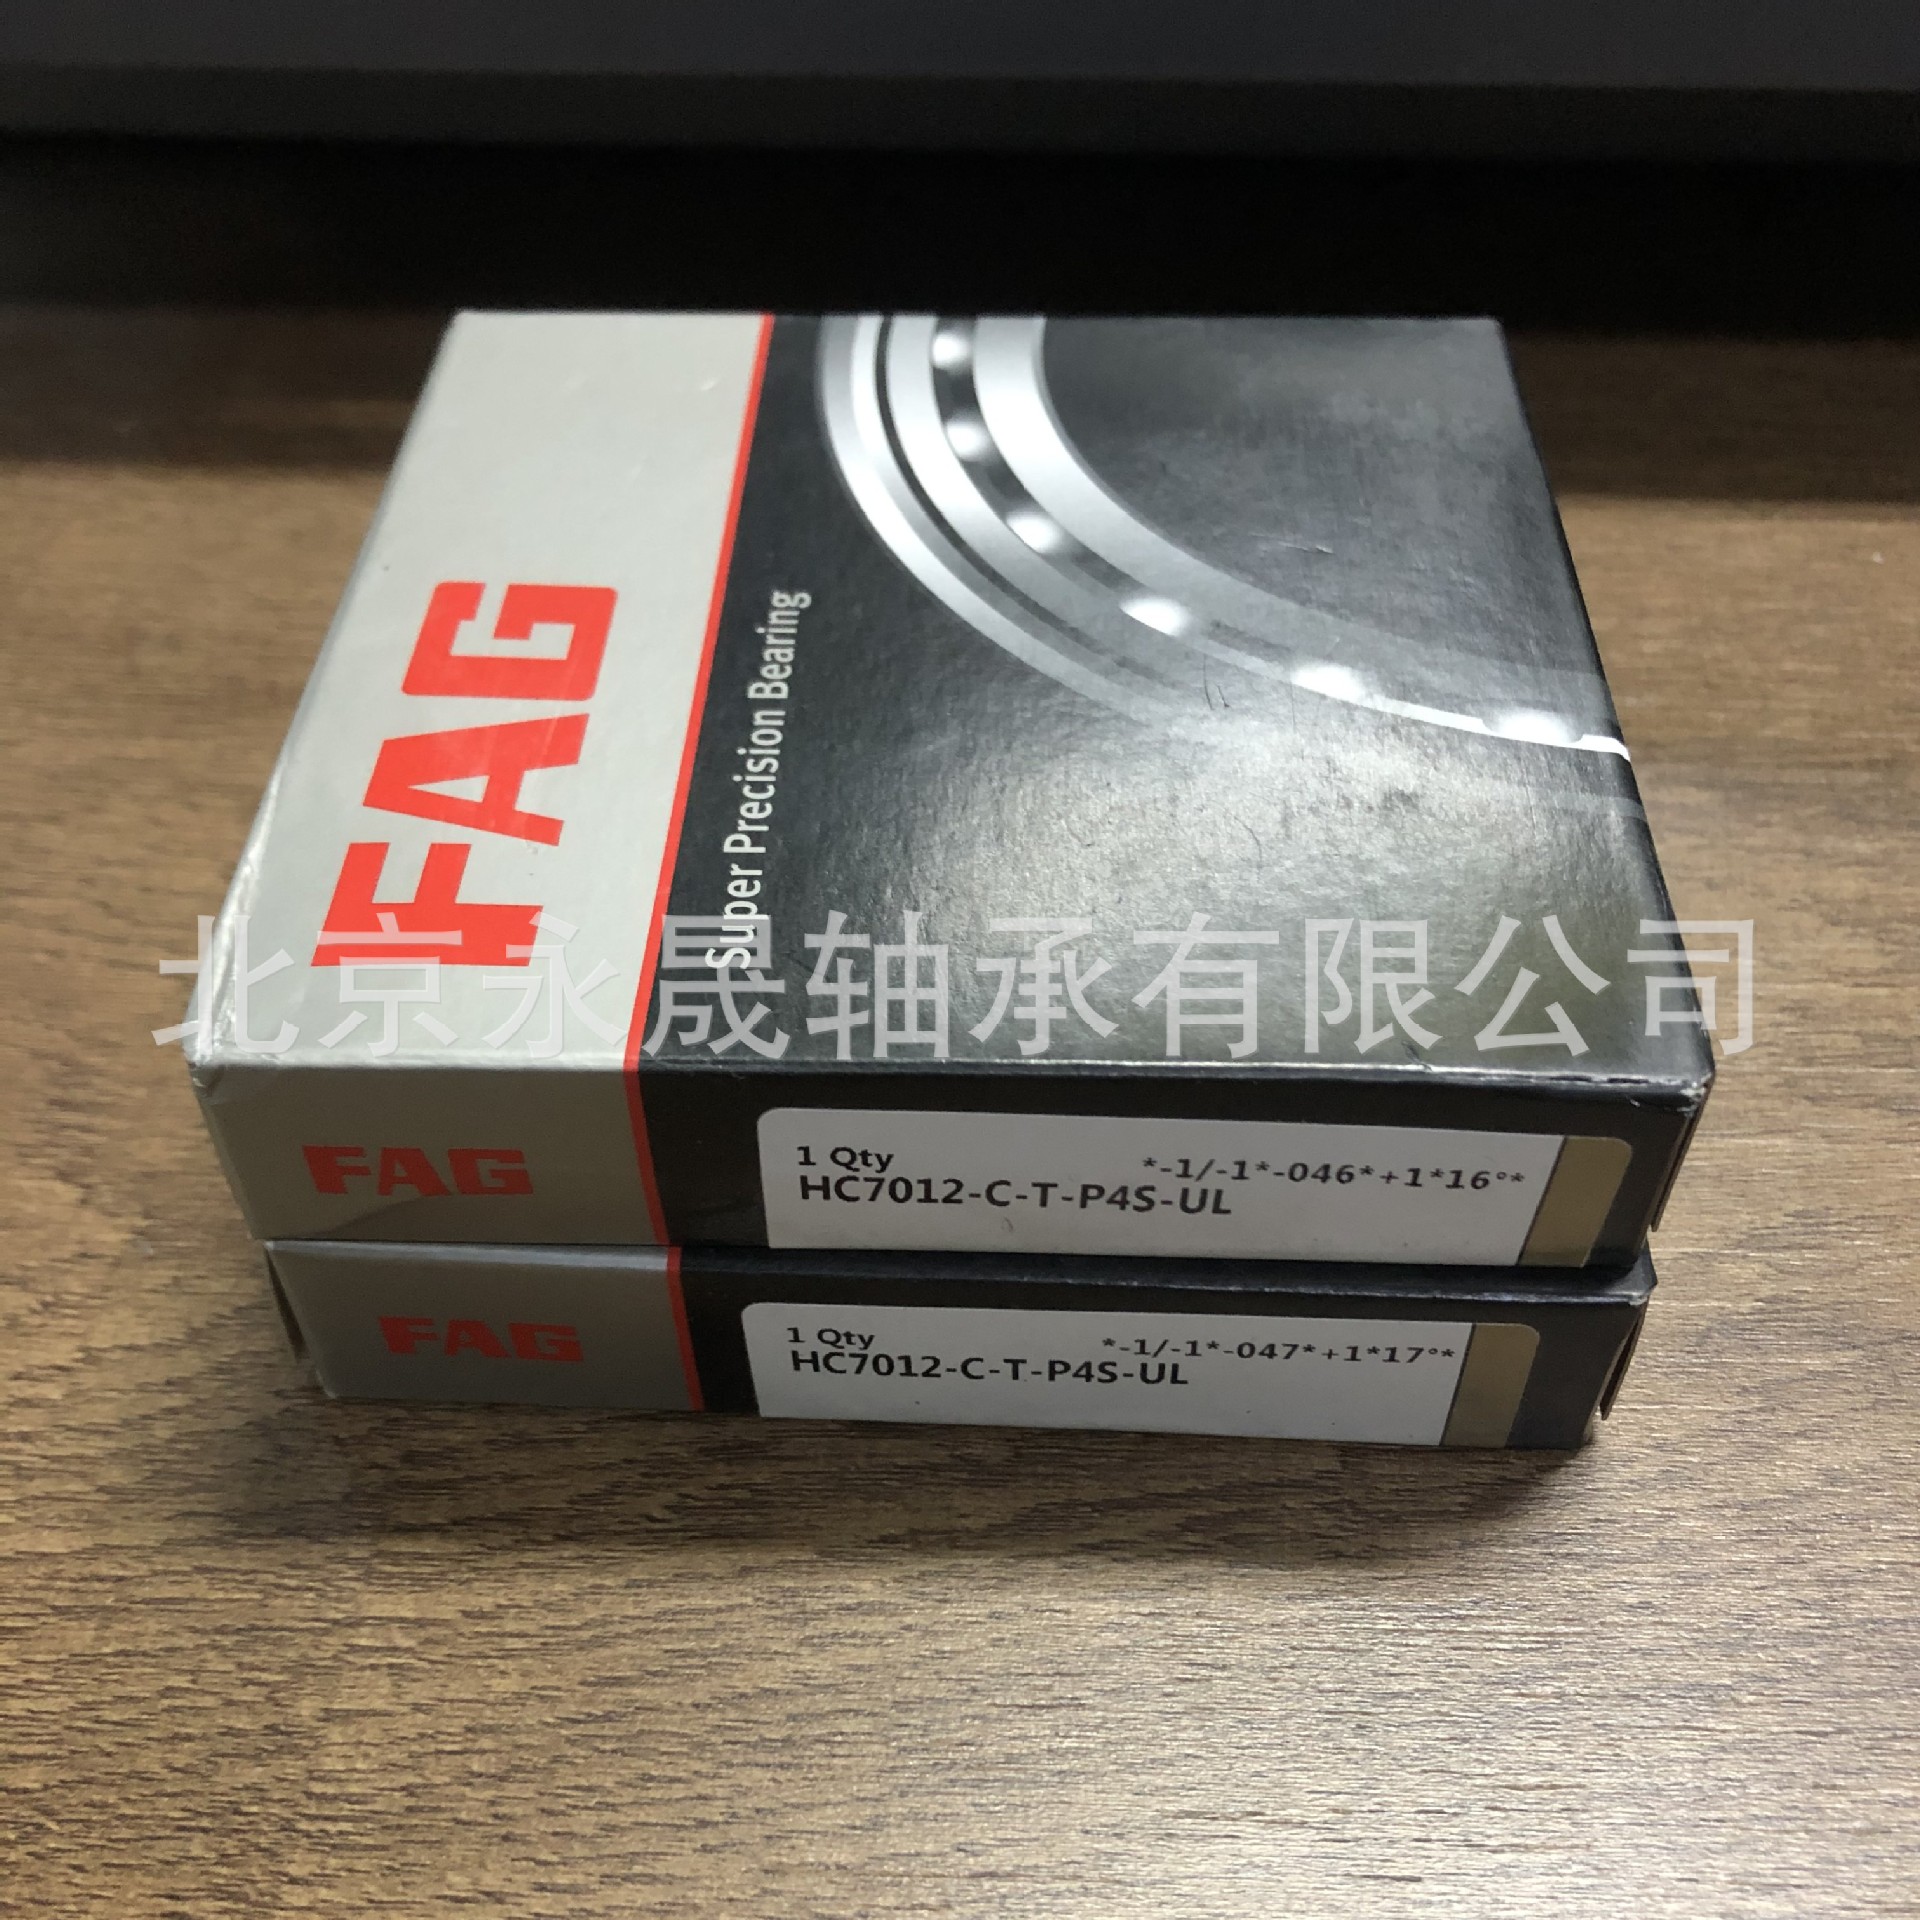 FAG
Super Precision Bearing
北京永晟轴承有限公司
FAG
1 Qty
*-1/-1*-046*+1*16°*
HC7012-C-T-P4S-UL
FAG
1 Qty
*-1/-1*-047*+1*17°*
HC7012-C-T-P4S-UL